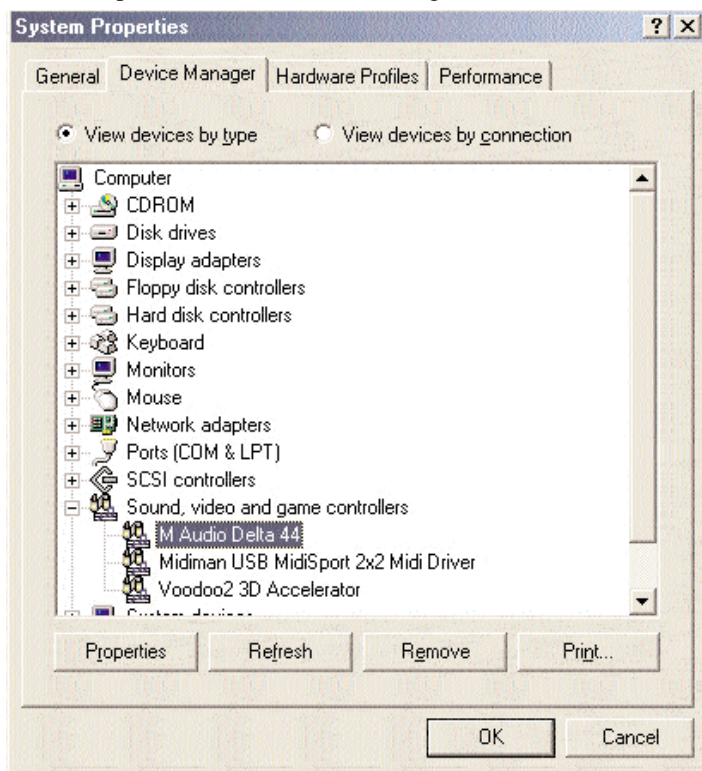 System Properties
General Device Manager Hardware Profiles Performance
View devices by type View devices by connection
Computer
CDROM
Disk drives
Display adapters
Floppy disk controllers
Hard disk controllers
Keyboard
Monitors
Mouse
Network adapters
Ports (COM & LPT)
SCSI controllers
Sound, video and game controllers
M Audio Delta 44
Midiman USB MidiSport 2x2 Midi Driver
Voodoo2 3D Accelerator
System devices
Properties Refresh Remove Print...
OK Cancel